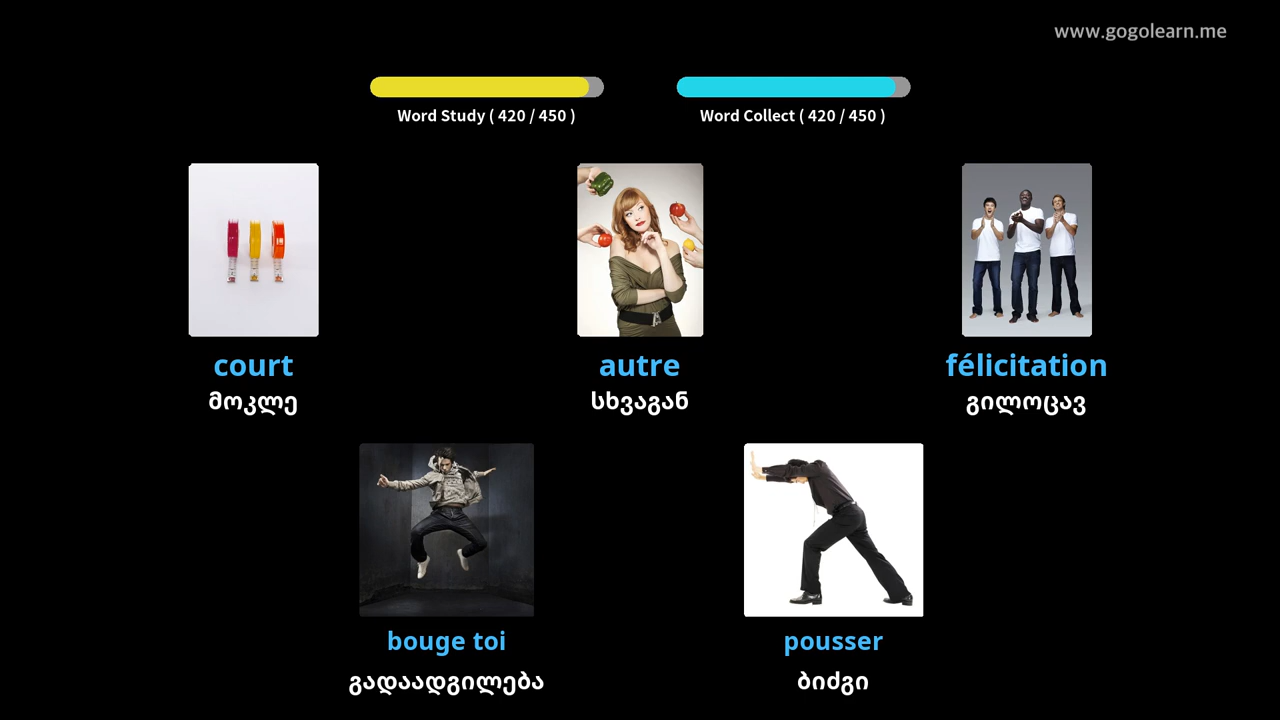 www.gogolearn.me
Word Study ( 420 / 450 )
Word Collect ( 420 / 450 )
court
მოკლე
autre
სხვაგან
félicitation
გილოცავ
bouge toi
გადაადგილება
pousser
ბიძგი